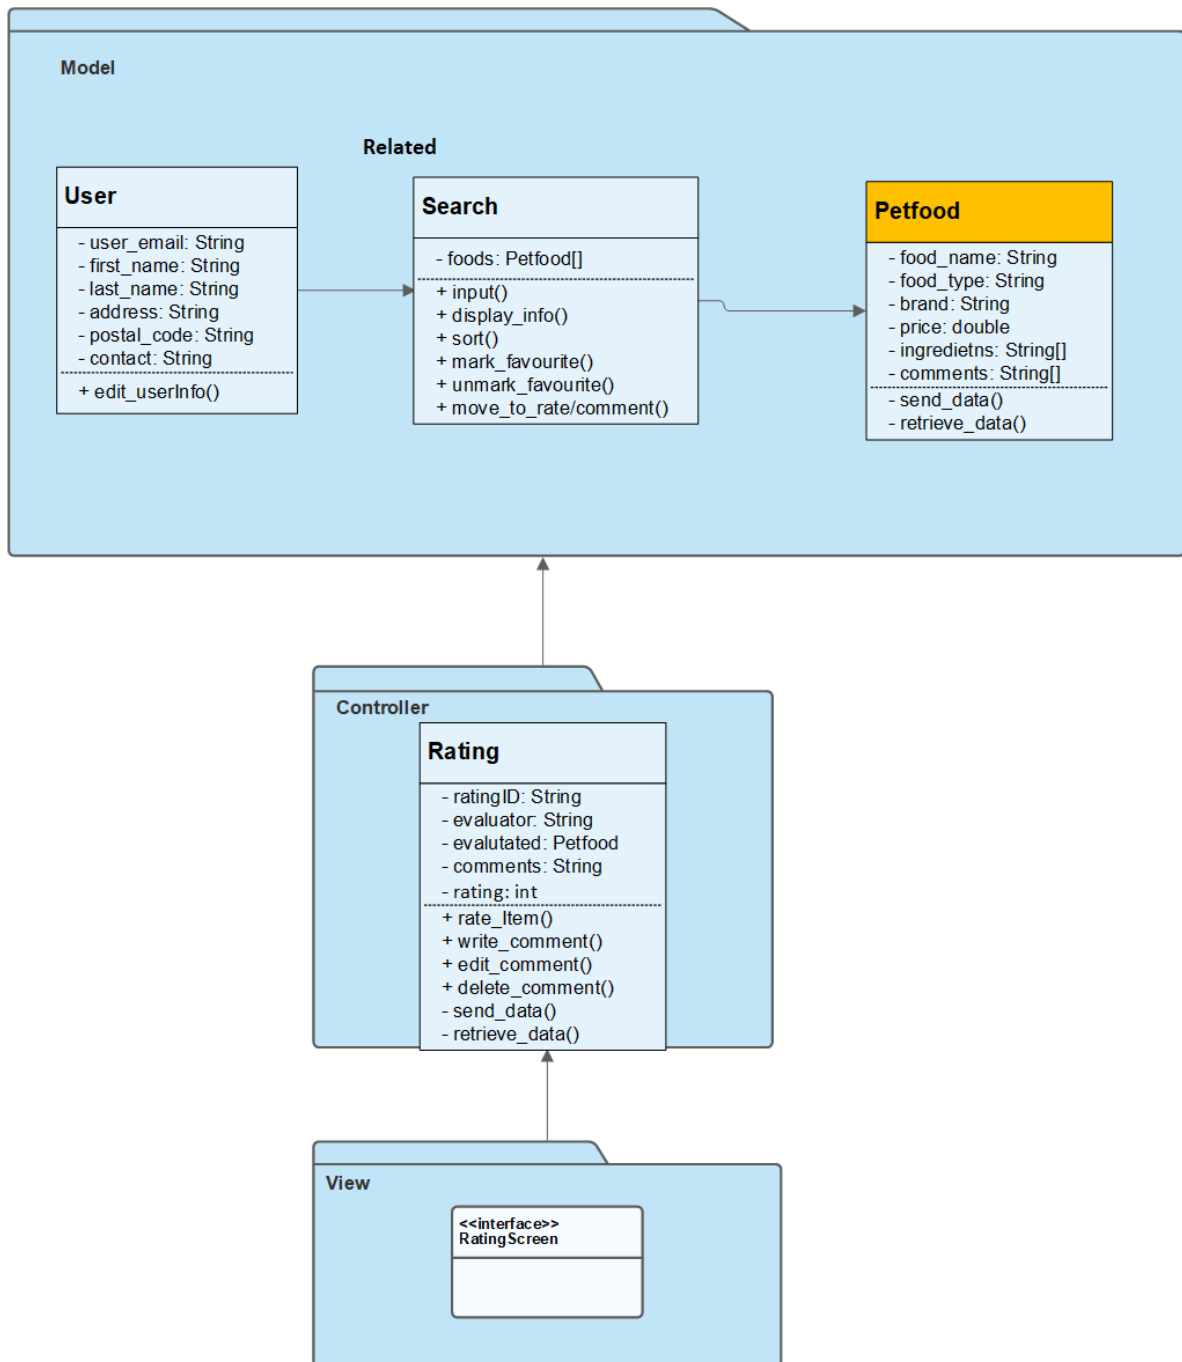 Model
Related
User
- user_email: String
- first_name: String
- last_name: String
- address: String
- postal_code: String
- contact: String
+ edit_userInfo()
Search
- foods: Petfood[]
+ input()
+ display_info()
+ sort()
+ mark_favourite()
+ unmark_favourite()
+ move_to_rate/comment()
Petfood
- food_name: String
- food_type: String
- brand: String
- price: double
- ingredietns: String[]
- comments: String[]
- send_data()
- retrieve_data()
Controller
Rating
- ratingID: String
- evaluator: String
- evalutated: Petfood
- comments: String
- rating: int
+ rate_Item()
+ write_comment()
+ edit_comment()
+ delete_comment()
- send_data()
- retrieve_data()
View
<<interface>>
RatingScreen